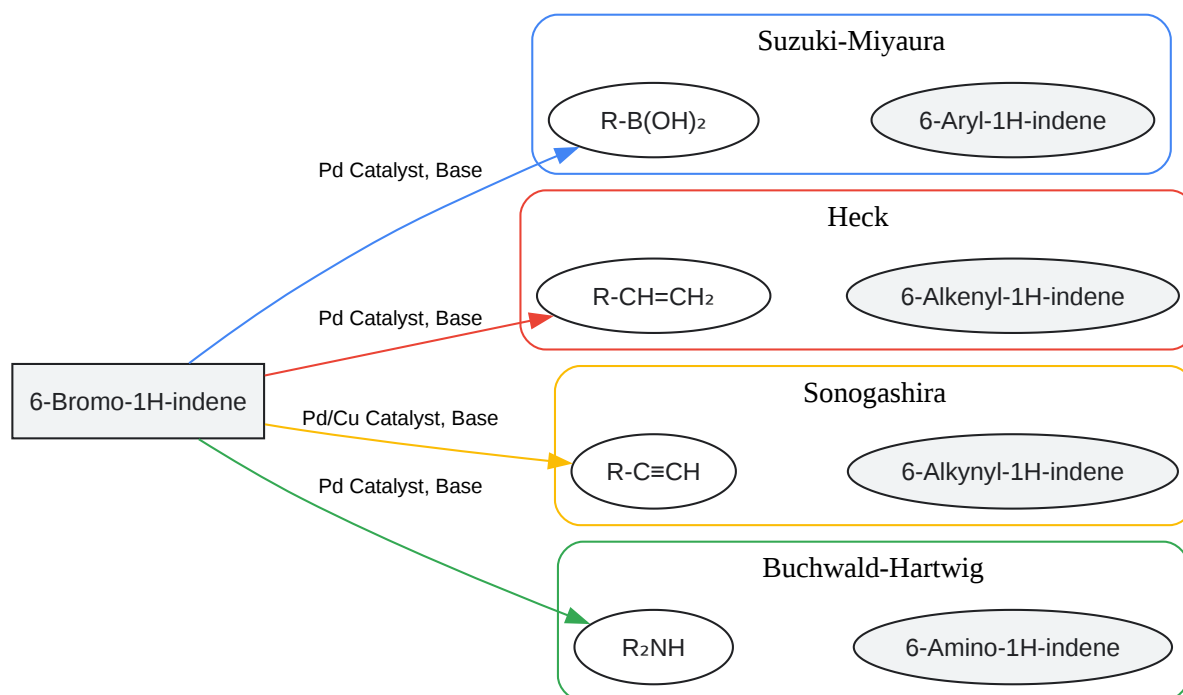 Suzuki-Miyaura
R-B(OH)₂
6-Aryl-1H-indene
Pd Catalyst, Base
Heck
R-CH=CH₂
6-Alkenyl-1H-indene
Pd Catalyst, Base
6-Bromo-1H-indene
Sonogashira
Pd/Cu Catalyst, Base
R-C≡CH
6-Alkynyl-1H-indene
Pd Catalyst, Base
Buchwald-Hartwig
R₂NH
6-Amino-1H-indene